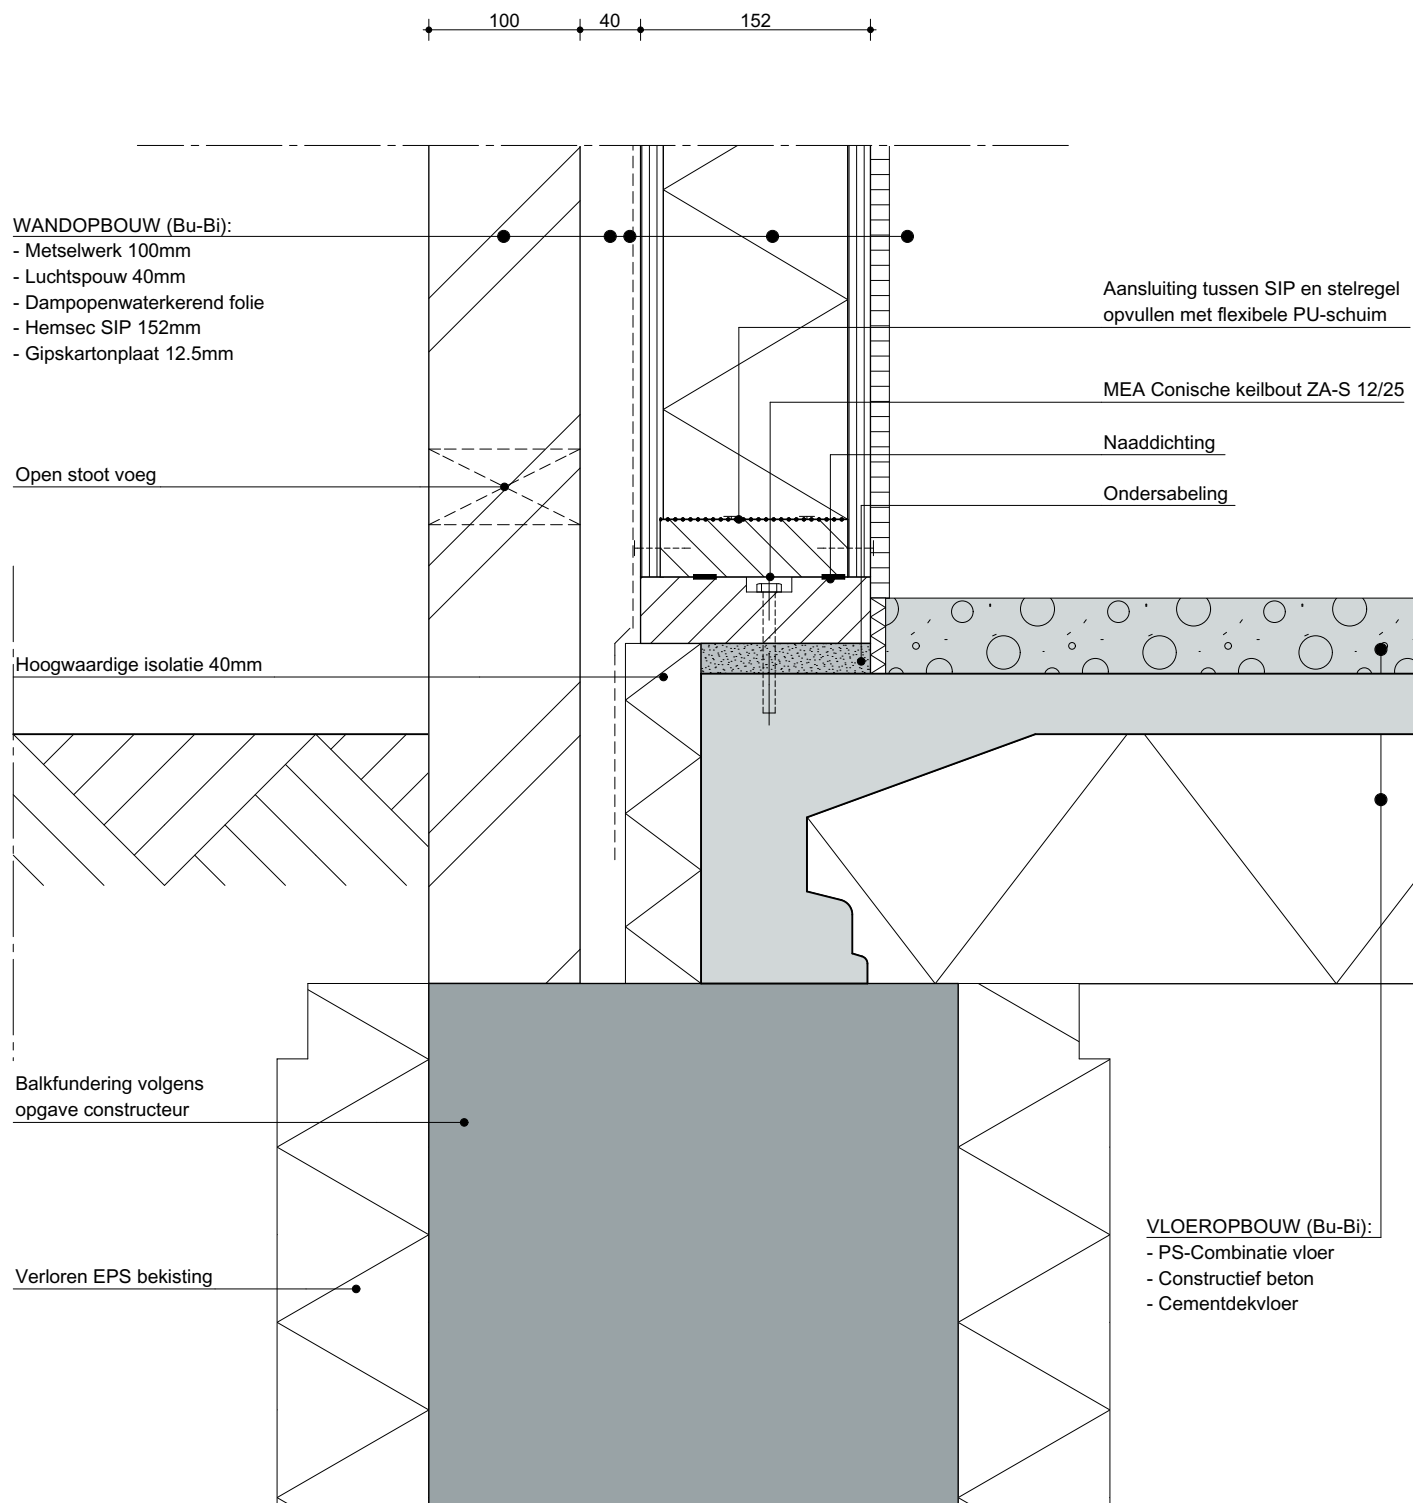 100 40 152
WANDOPBOUW (Bu-Bi):
- Metselwerk 100mm
- Luchtspouw 40mm
- Dampopenwaterkerend folie
- Hemsec SIP 152mm
- Gipskartonplaat 12.5mm
Aansluiting tussen SIP en stelregel
opvullen met flexibele PU-schuim
MEA Conische keilbout ZA-S 12/25
Naaddichting
Ondersabeling
Open stoot voeg
Hoogwaardige isolatie 40mm
Balkfundering volgens
opgave constructeur
Verloren EPS bekisting
VLOEROPBOUW (Bu-Bi):
- PS-Combinatie vloer
- Constructief beton
- Cementdekvloer